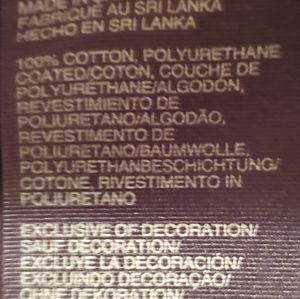 MADE IN
FABRIQUÉ AU SRI LANKA
HECHO EN SRI LANKA
100% COTTON, POLYURETHANE
COATED/COTON, COUCHE DE
POLYURÉTHANE/ALGODÓN,
REVESTIMIENTO DE
POLIURETANO/ALGODÃO,
REVESTIMENTO DE
POLIURETANO/BAUMWOLLE,
POLYURETHANBESCHICHTUNG/
COTONE, RIVESTIMENTO IN
POLIURETANO
EXCLUSIVE OF DECORATION/
SAUF DÉCORATION/
EXCLUYE LA DECORACIÓN/
EXCLUINDO DECORAÇÃO/
OHNE DEKORATION/